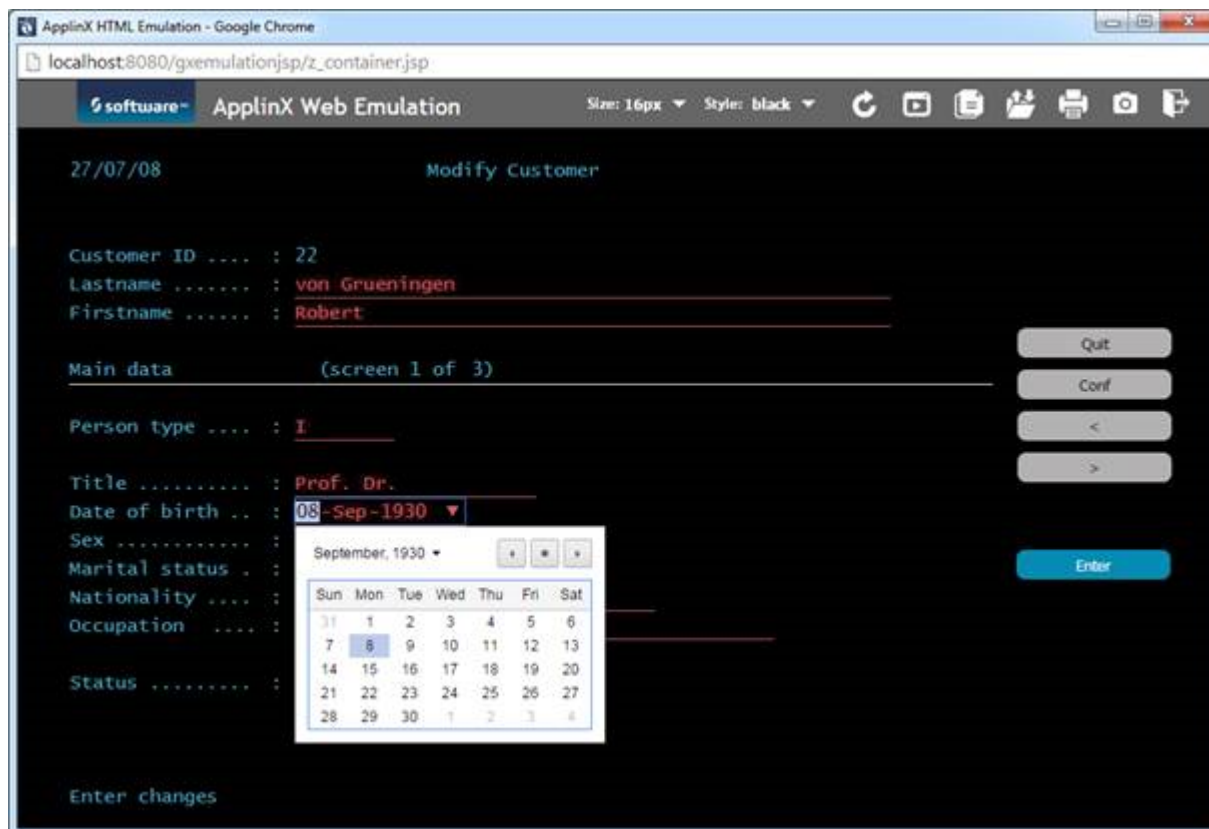 ApplinX HTML Emulation - Google Chrome
localhost:8080/gxemulationjsp/z_container.jsp
software AG ApplinX Web Emulation Size: 16px Style: black
27/07/08 Modify Customer
Customer ID .... : 22
Lastname ....... : von Grueningen
Firstname ...... : Robert
Quit
Main data (screen 1 of 3)
Conf
Person type .... : I
<
>
Title .......... : Prof. Dr.
Date of birth .. : 08-Sep-1930
Sex ............ :
September, 1930
Marital status . :
Enter
Nationality .... :
Sun Mon Tue Wed Thu Fri Sat
Occupation .... :
31 1 2 3 4 5 6
7 8 9 10 11 12 13
14 15 16 17 18 19 20
Status ......... :
21 22 23 24 25 26 27
28 29 30 1 2 3 4
Enter changes